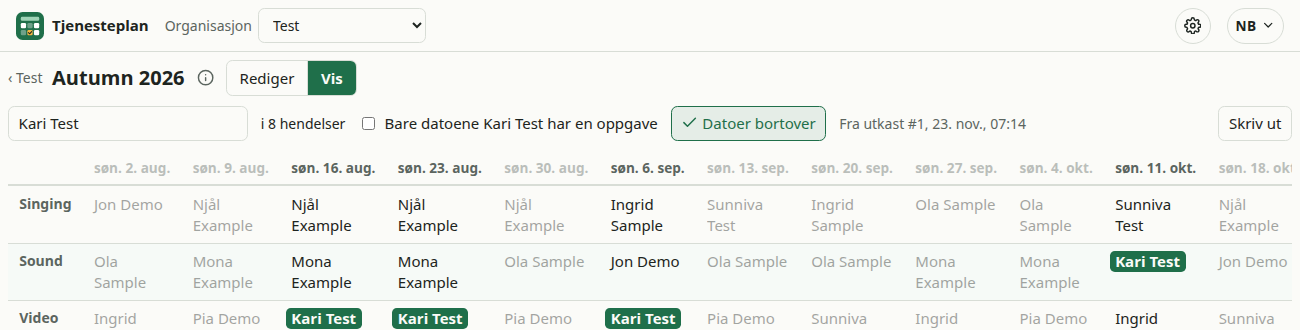 Tjenesteplan Organisasjon Test NB
‹ Test Autumn 2026 Rediger Vis
Kari Test i 8 hendelser Bare datoene Kari Test har en oppgave Datoer bortover Fra utkast #1, 23. nov., 07:14 Skriv ut
søn. 2. aug. søn. 9. aug. søn. 16. aug. søn. 23. aug. søn. 30. aug. søn. 6. sep. søn. 13. sep. søn. 20. sep. søn. 27. sep. søn. 4. okt. søn. 11. okt. søn. 18. okt
Singing Jon Demo Njål Njål Njål Njål Ingrid Sunniva Ingrid Ola Sample Ola Sunniva Njål
Example Example Example Example Sample Test Sample Sample Test Example
Sound Ola Mona Mona Mona Ola Sample Jon Demo Ola Sample Ola Sample Mona Mona Kari Test Jon Demo
Sample Example Example Example Example Example
Video Ingrid Pia Demo Kari Test Kari Test Pia Demo Kari Test Pia Demo Sunniva Ingrid Pia Demo Ingrid Sunniva